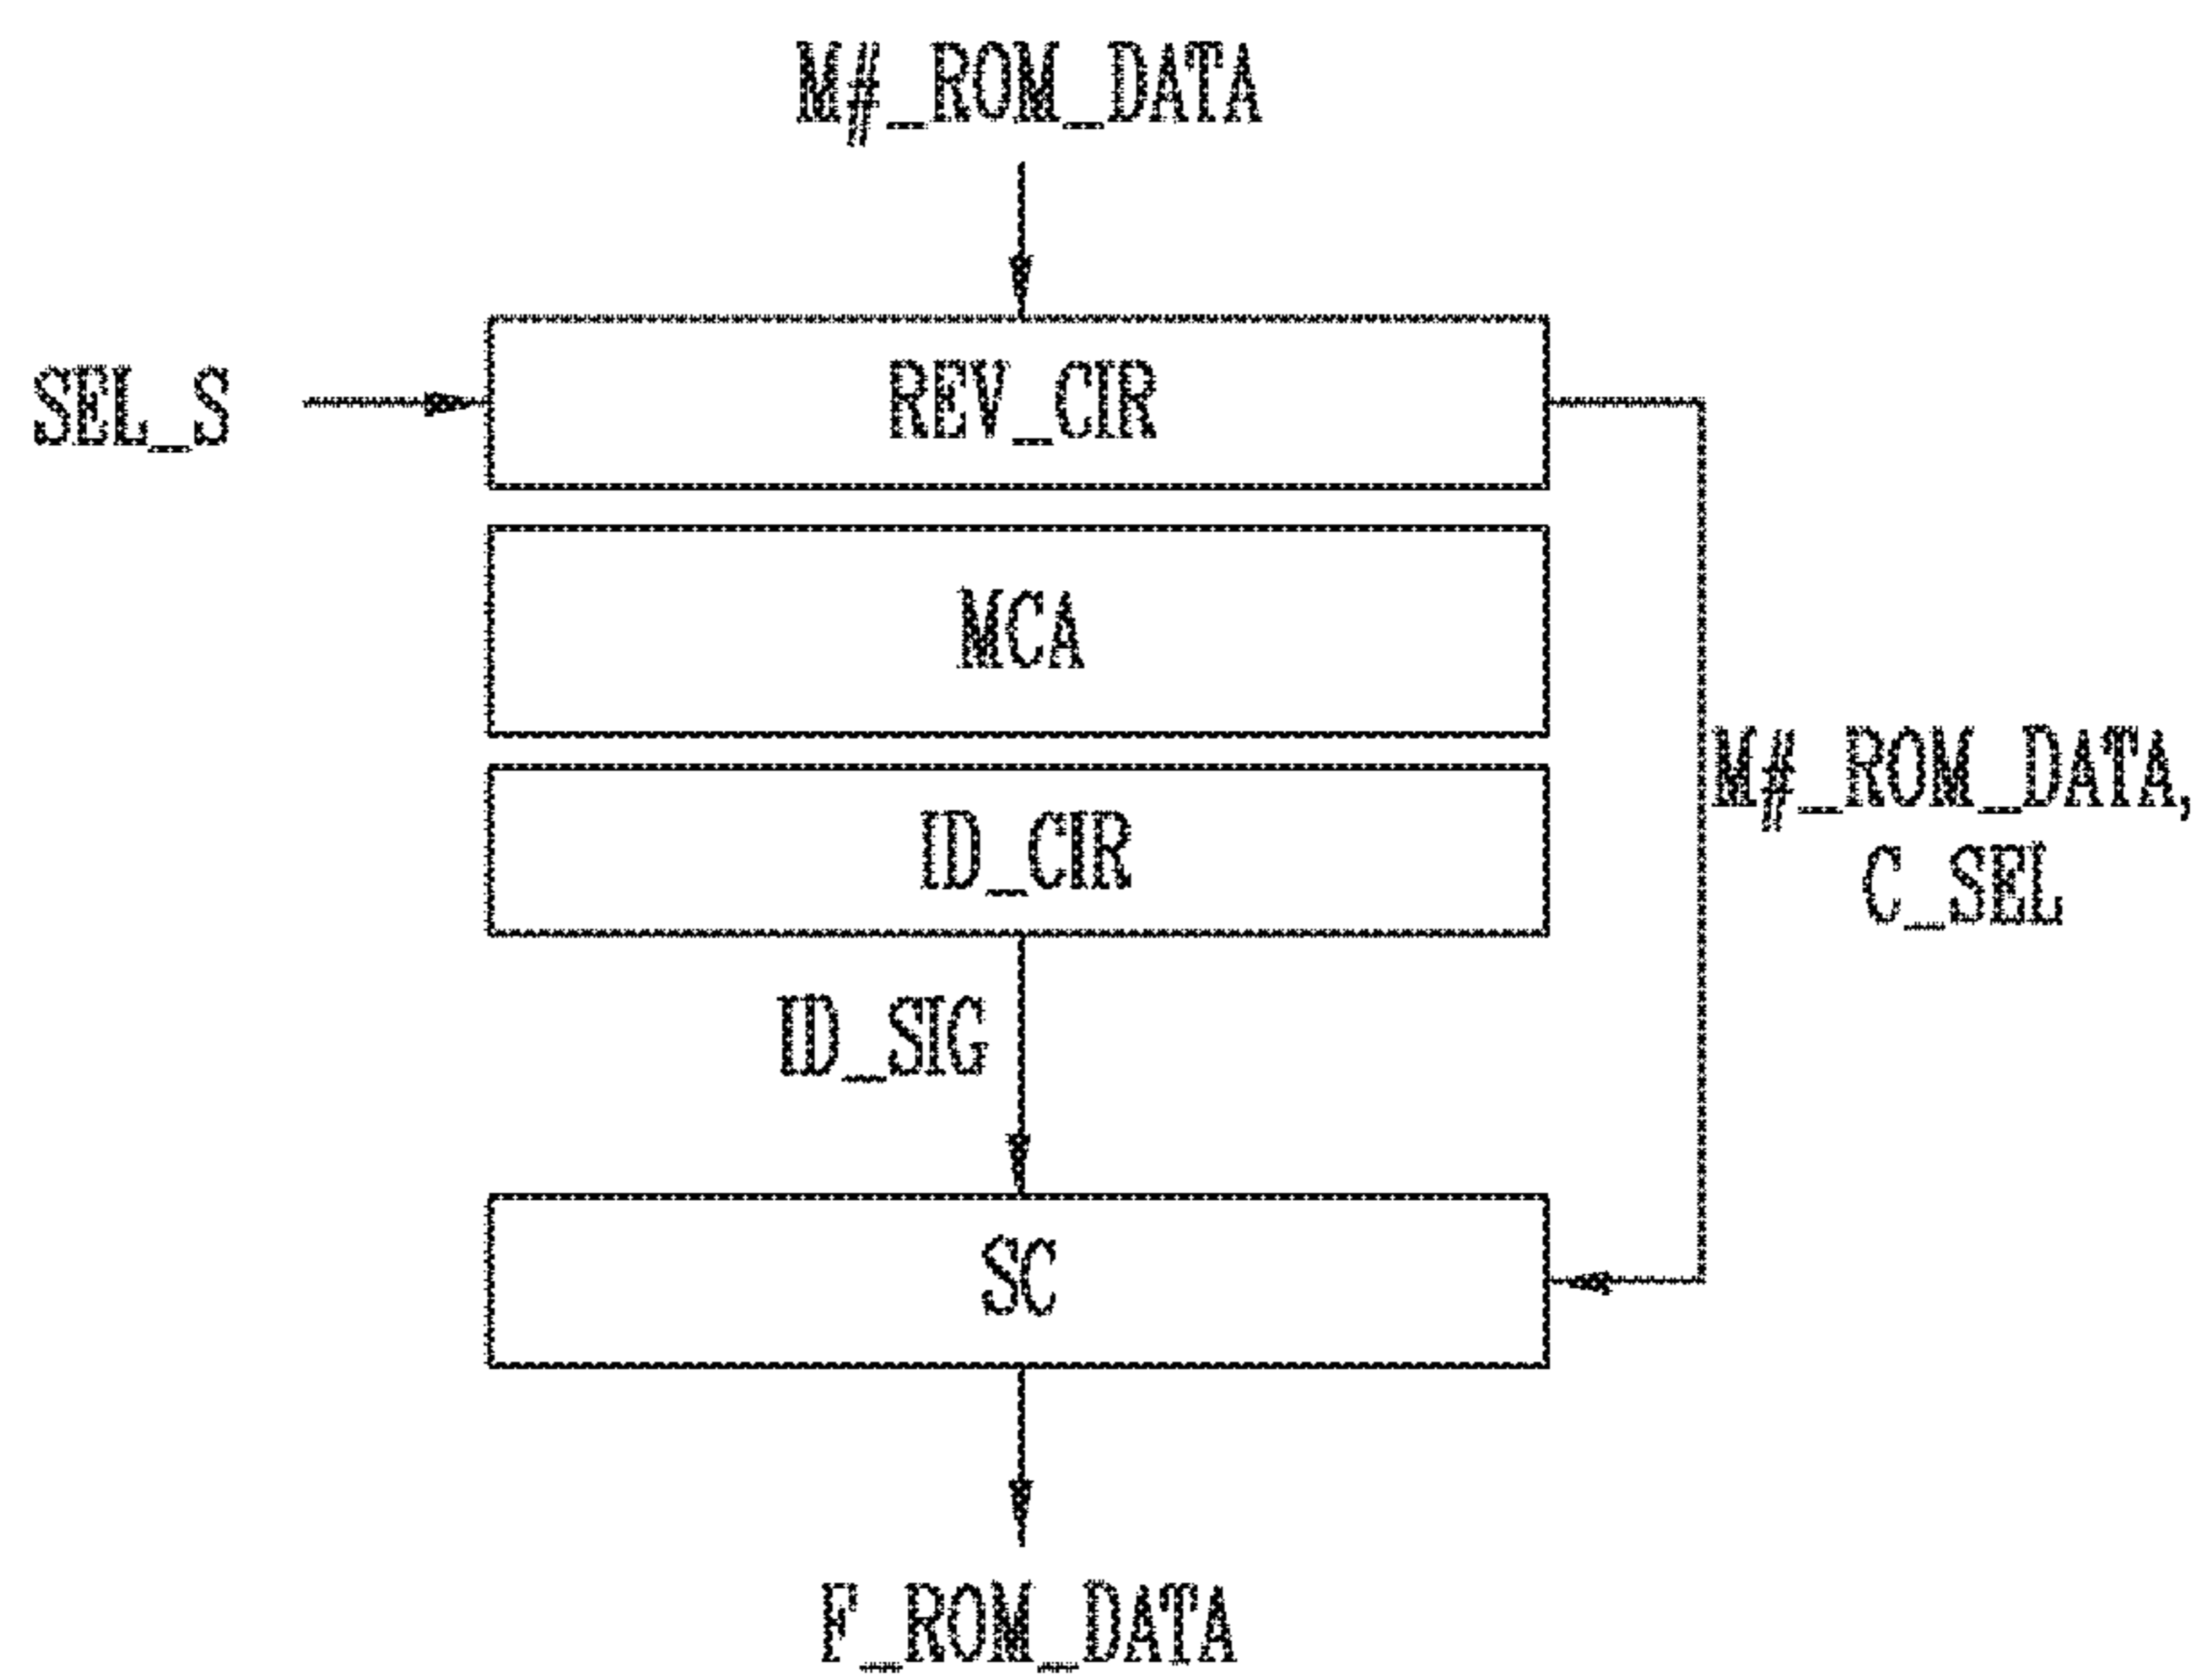 M#_ROM_DATA
SEL_S
REV_CIR
MCA
M#_ROM_DATA,
C_SEL
ID_CIR
ID_SIG
SC
F_ROM_DATA